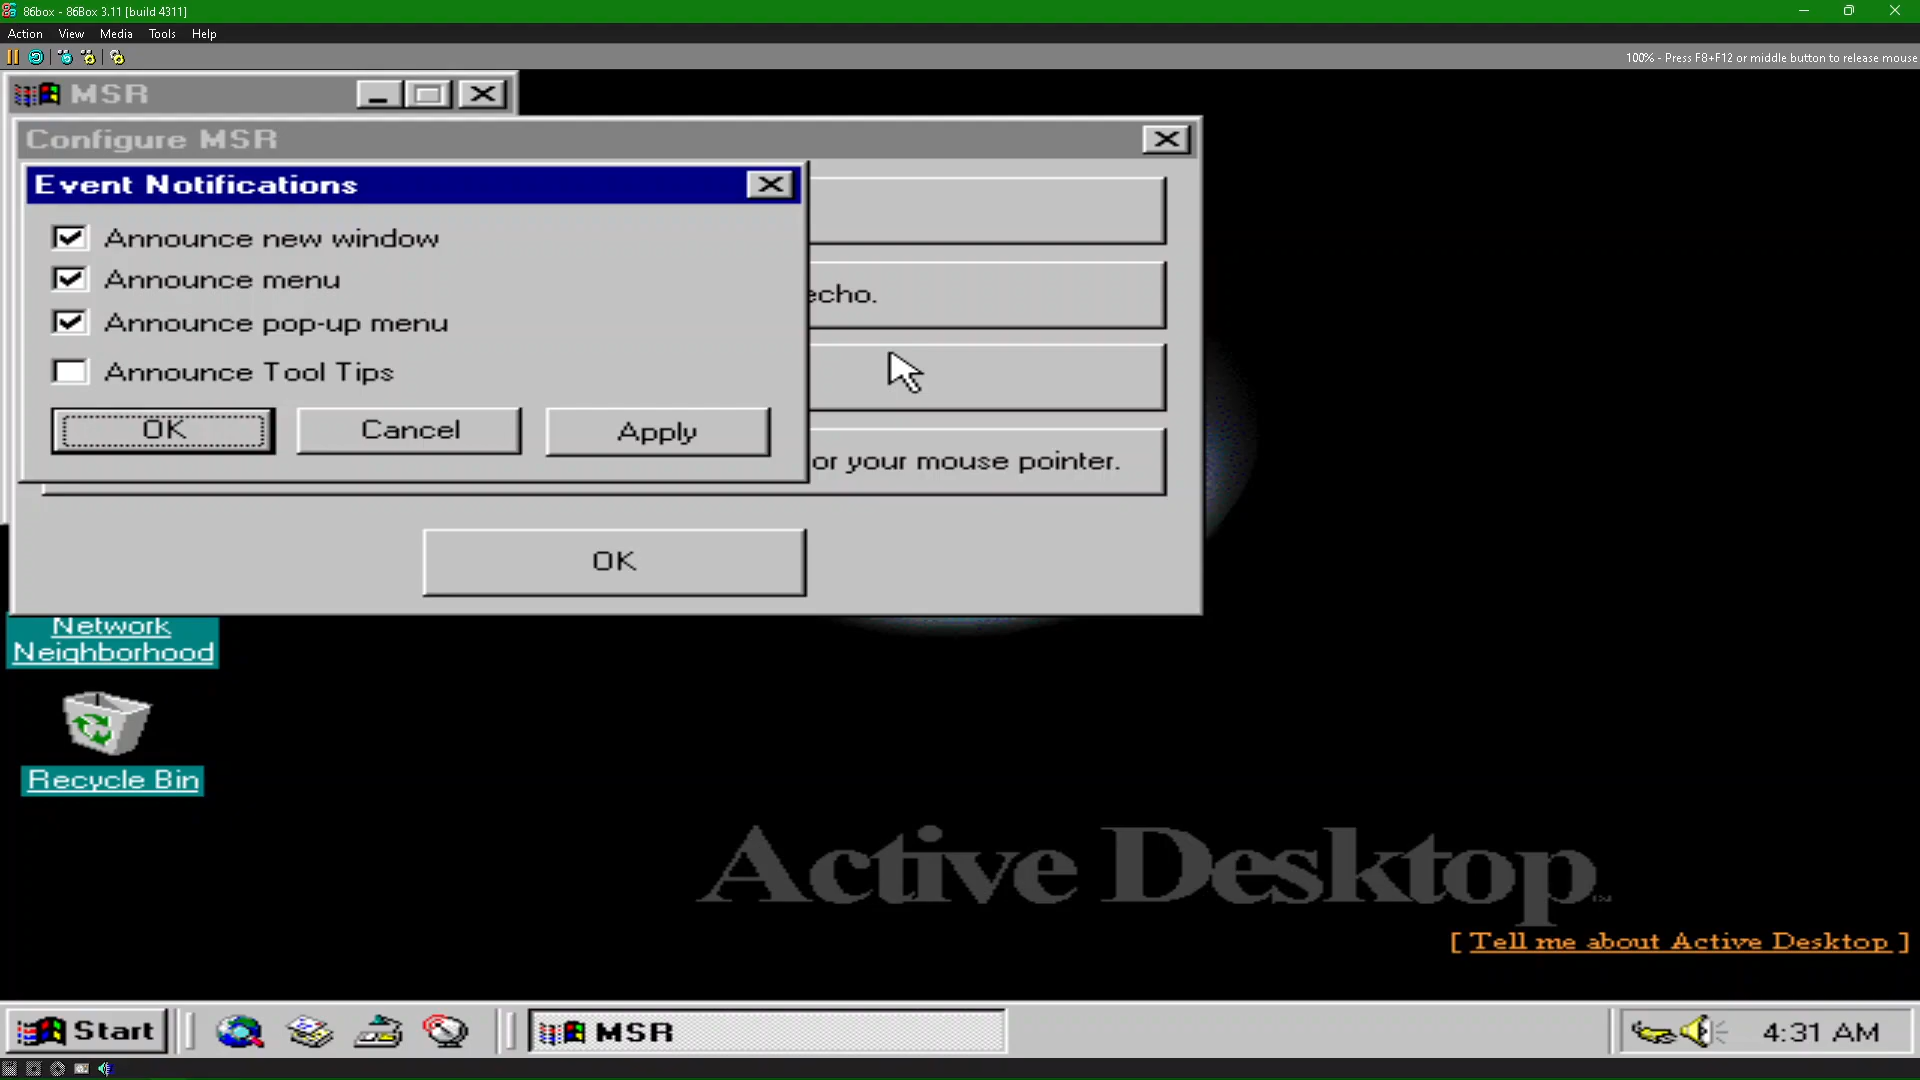 86box - 86Box 3.11 [build 4311]
Action View Media Tools Help
100% - Press F8+F12 or middle button to release mouse
MSR
Configure MSR
Event Notifications
Announce new window
Announce menu
echo.
Announce pop-up menu
Announce Tool Tips
OK Cancel Apply
or your mouse pointer.
OK
Network
Neighborhood
Recycle Bin
Active Desktop
[ Tell me about Active Desktop ]
Start MSR 4:31 AM